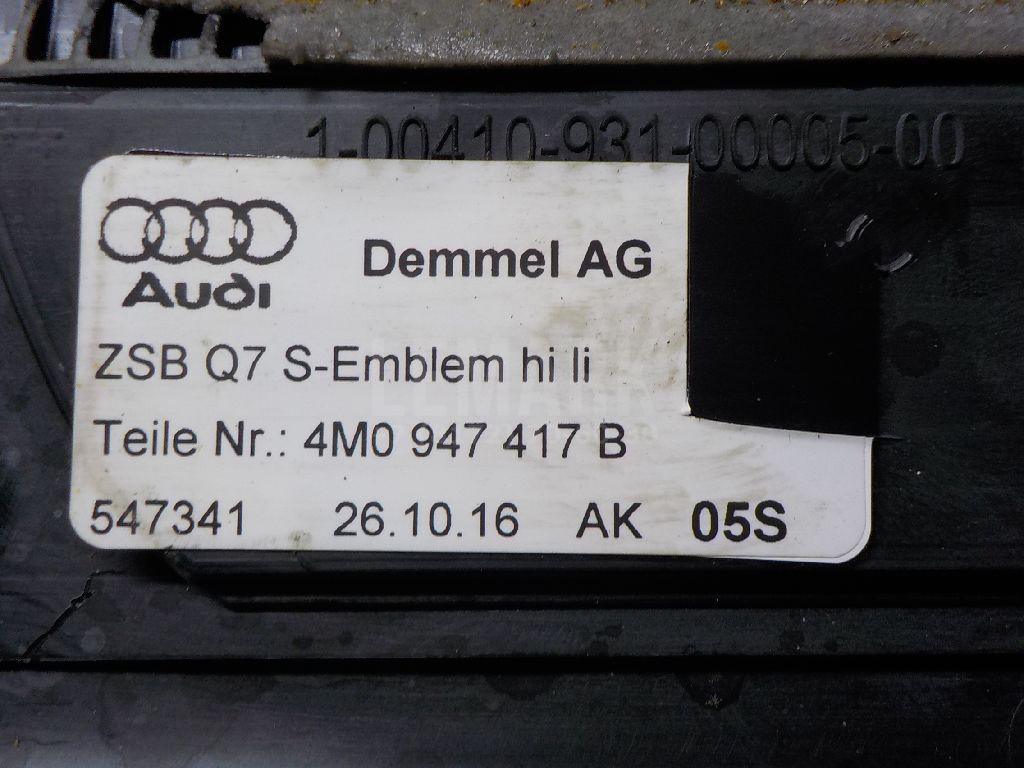 1-00410-931-00005-00
Audi
Demmel AG
ZSB Q7 S-Emblem hi li
Teile Nr.: 4M0 947 417 B
547341 26.10.16 AK 05S